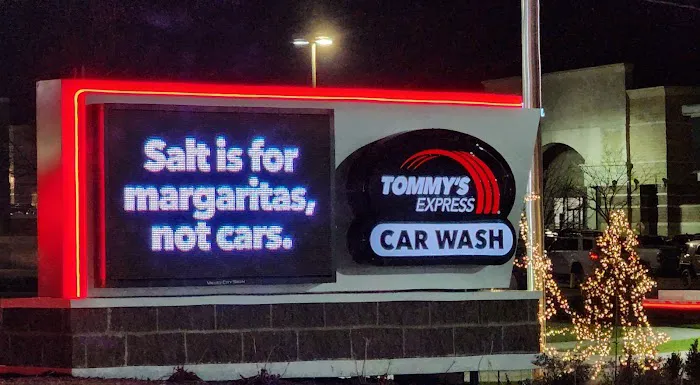 Salt is for
margaritas,
not cars.
TOMMY'S
EXPRESS
CAR WASH